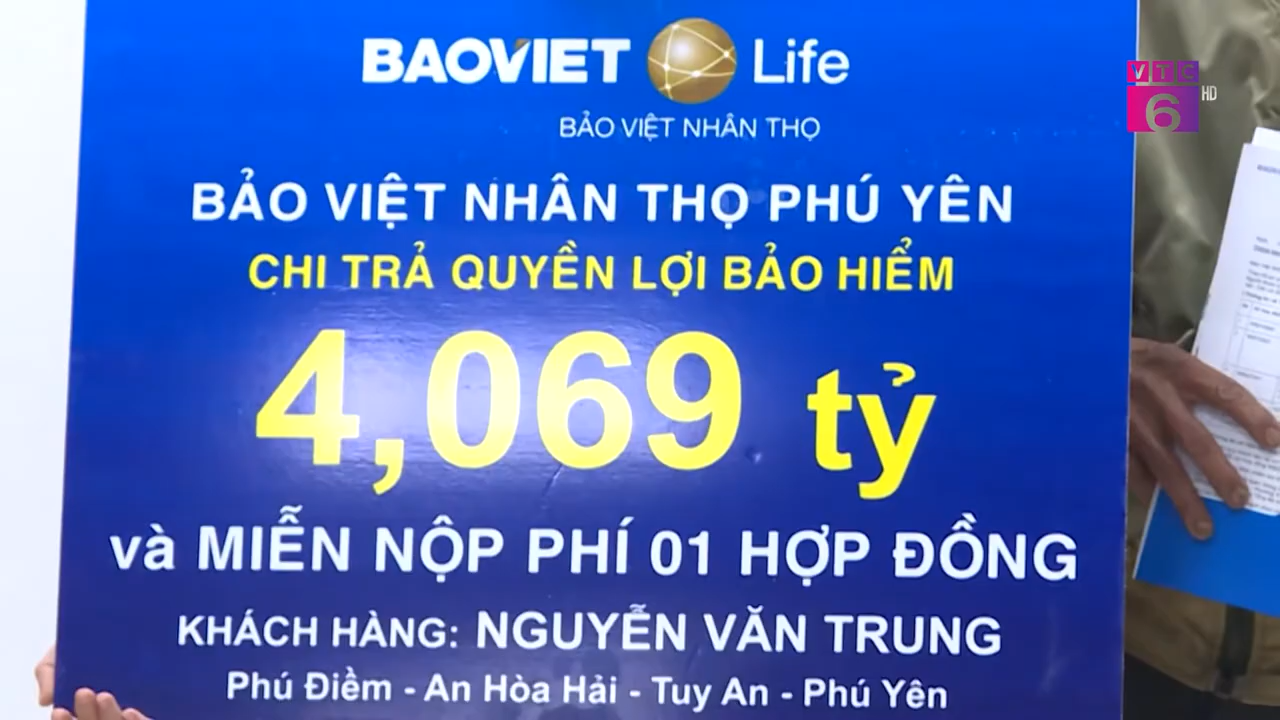 BAOVIET Life
BẢO VIỆT NHÂN THỌ
VTC
6 HD
BẢO VIỆT NHÂN THỌ PHÚ YÊN
CHI TRẢ QUYỀN LỢI BẢO HIỂM
4,069 tỷ
và MIỄN NỘP PHÍ 01 HỢP ĐỒNG
KHÁCH HÀNG: NGUYỄN VĂN TRUNG
Phú Điềm - An Hòa Hải - Tuy An - Phú Yên